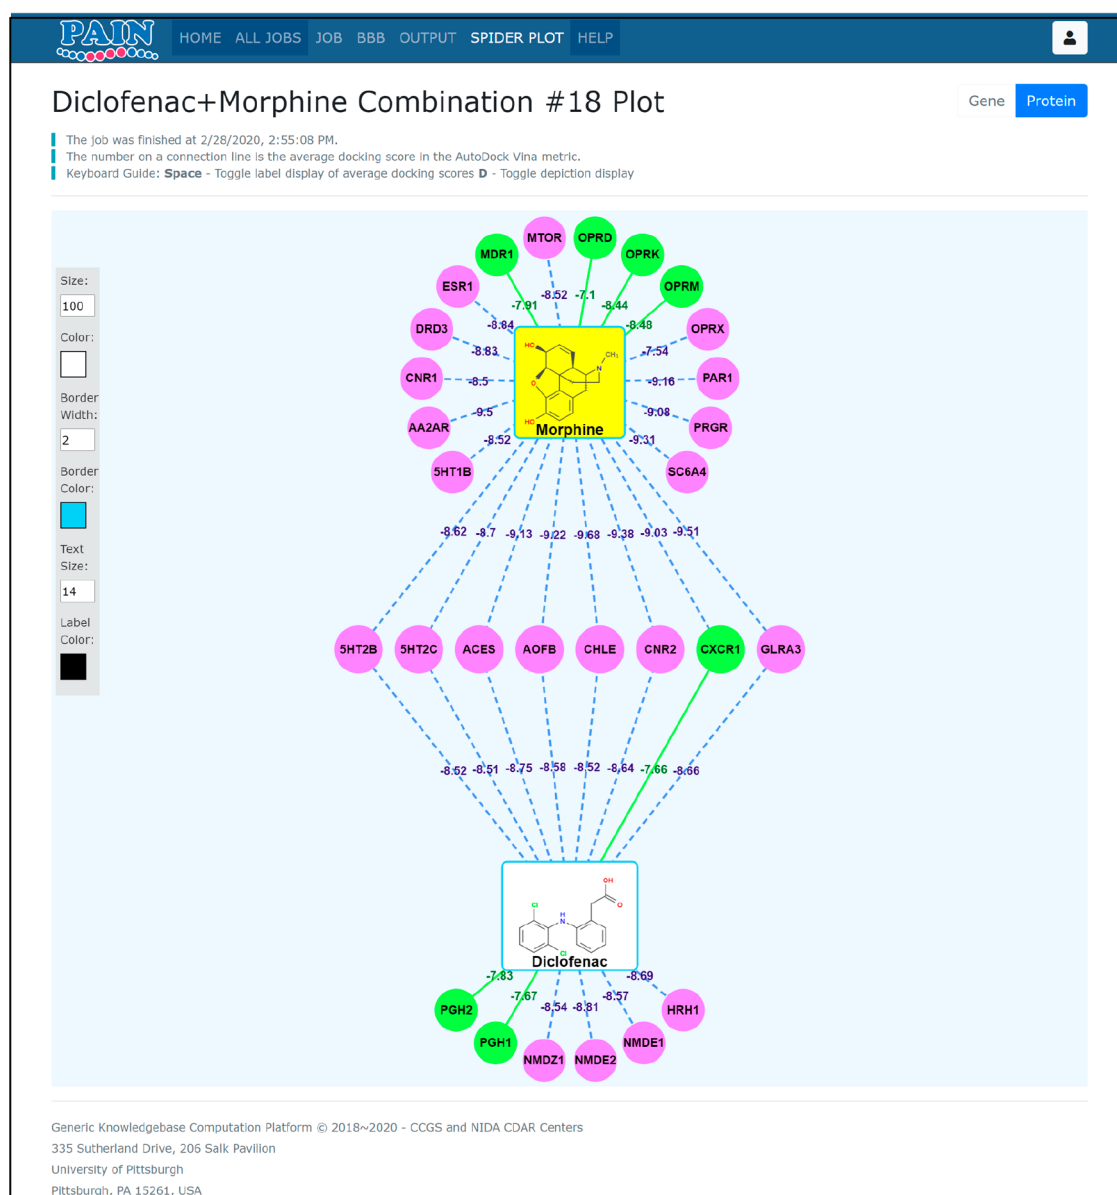 PAIN
HOME ALL JOBS JOB BBB OUTPUT SPIDER PLOT HELP
Diclofenac+Morphine Combination #18 Plot
Gene Protein
The job was finished at 2/28/2020, 2:55:08 PM.
The number on a connection line is the average docking score in the AutoDock Vina metric.
Keyboard Guide: Space - Toggle label display of average docking scores D - Toggle depiction display
Size:
100
Color:
Border
Width:
2
Border
Color:
Text
Size:
14
Label
Color:
MTOR OPRD
MDR1 OPRK
ESR1 OPRM
-7.91 -8.52 -7.1 -8.44
DRD3 -8.84 -8.48 OPRX
-8.83 HO CH3 -7.54
N
CNR1 -8.5 O -9.16 PAR1
-9.5 -9.08
AA2AR HO PRGR
Morphine
-8.52 -9.31
5HT1B SC6A4
-8.62 -8.7 -9.13 -9.22 -9.68 -9.38 -9.03 -9.51
5HT2B 5HT2C ACES AOFB CHLE CNR2 CXCR1 GLRA3
-8.52 -8.51 -8.75 -8.58 -8.52 -8.64 -7.66 -8.66
OH
Cl O
H
N
Cl
Diclofenac
-7.83 -8.69
-7.67 -8.54 -8.81 -8.57
PGH2 HRH1
PGH1 NMDE1
NMDZ1 NMDE2
Generic Knowledgebase Computation Platform © 2018~2020 - CCGS and NIDA CDAR Centers
335 Sutherland Drive, 206 Salk Pavilion
University of Pittsburgh
Pittsburgh, PA 15261, USA